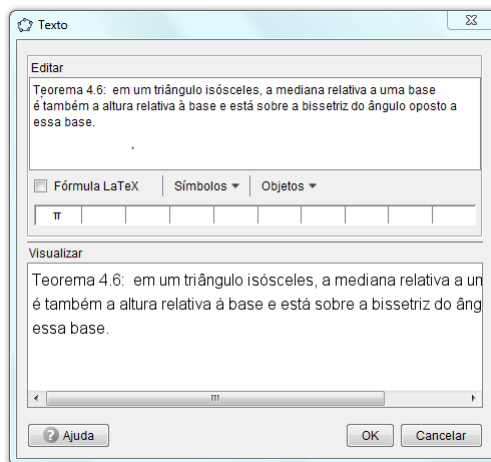 Texto
Editar
Teorema 4.6:  em um triângulo isósceles, a mediana relativa a uma base
é também a altura relativa à base e está sobre a bissetriz do ângulo oposto a
essa base.
Fórmula LaTeX  Símbolos  Objetos
π
Visualizar
Teorema 4.6:  em um triângulo isósceles, a mediana relativa a un
é também a altura relativa à base e está sobre a bissetriz do âng
essa base.
? Ajuda  OK  Cancelar